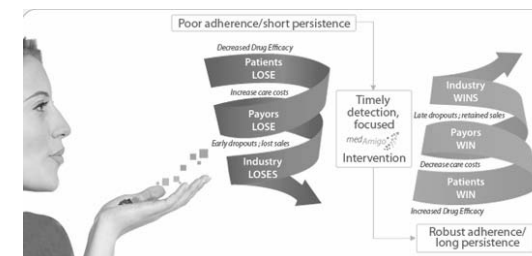 Poor adherence/short persistence
Decreased Drug Efficacy
Patients
LOSE
Increase care costs
Payors
LOSE
Early dropouts; lost sales
Industry
LOSES
Timely
detection,
focused
medAmigo
Intervention
Industry
WINS
Late dropouts; retained sales
Payors
WIN
Decrease care costs
Patients
WIN
Increased Drug Efficacy
Robust adherence/
long persistence